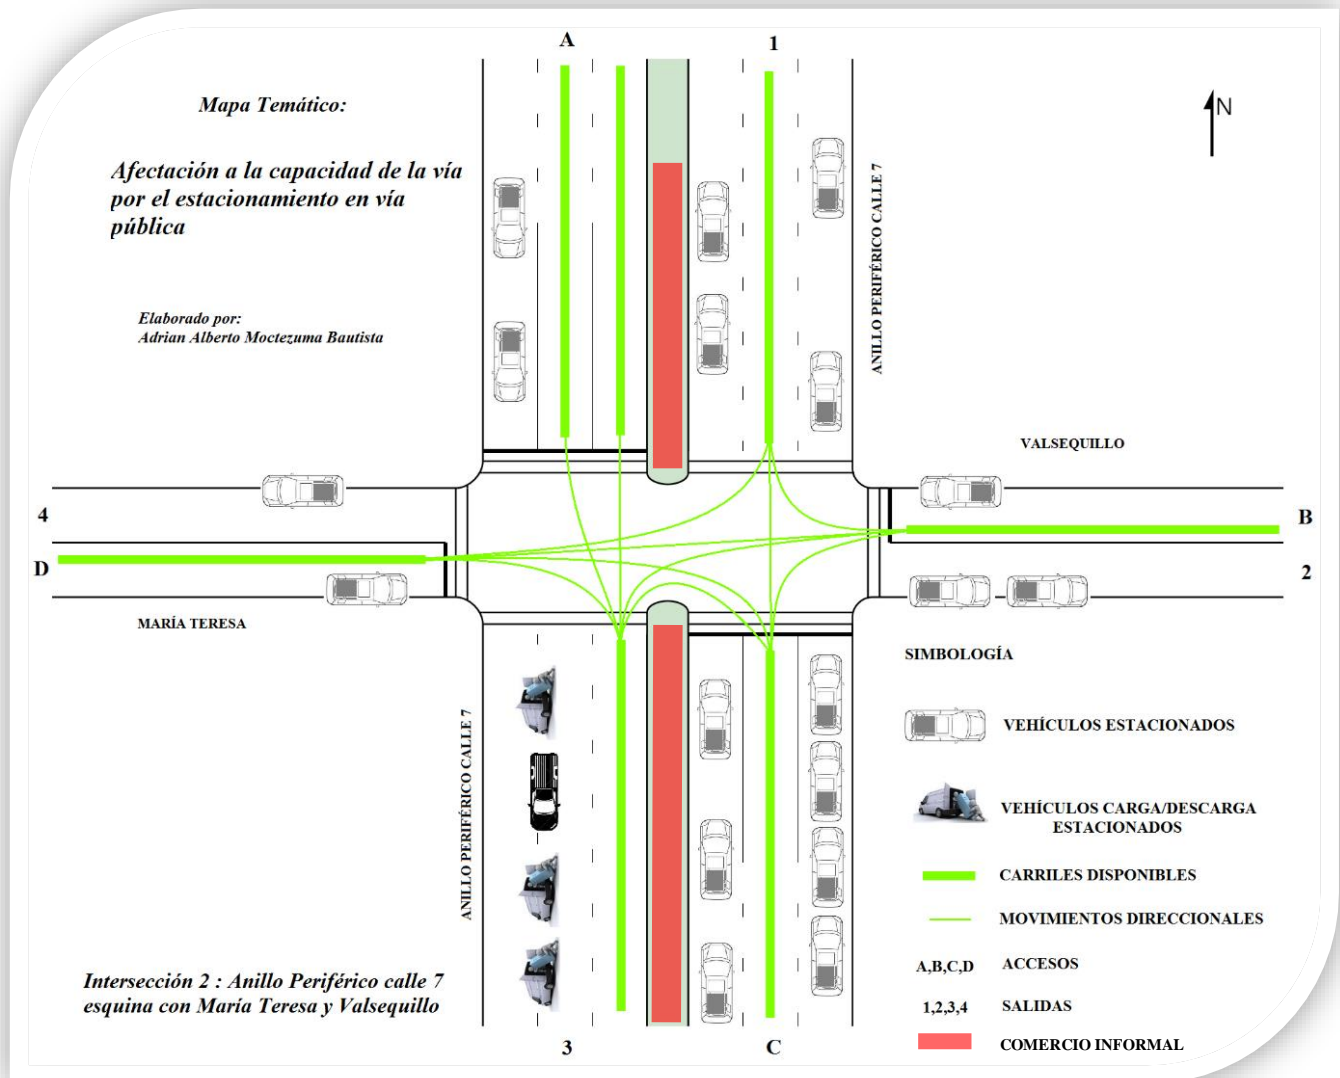 A
1
Mapa Temático:
N
Afectación a la capacidad de la vía
por el estacionamiento en vía
pública
ANILLO PERIFÉRICO CALLE 7
Elaborado por:
Adrian Alberto Moctezuma Bautista
VALSEQUILLO
4
B
D
2
MARÍA TERESA
SIMBOLOGÍA
VEHÍCULOS ESTACIONADOS
ANILLO PERIFÉRICO CALLE 7
VEHÍCULOS CARGA/DESCARGA
ESTACIONADOS
CARRILES DISPONIBLES
MOVIMIENTOS DIRECCIONALES
A,B,C,D ACCESOS
1,2,3,4 SALIDAS
COMERCIO INFORMAL
Intersección 2 : Anillo Periférico calle 7
esquina con María Teresa y Valsequillo
3
C